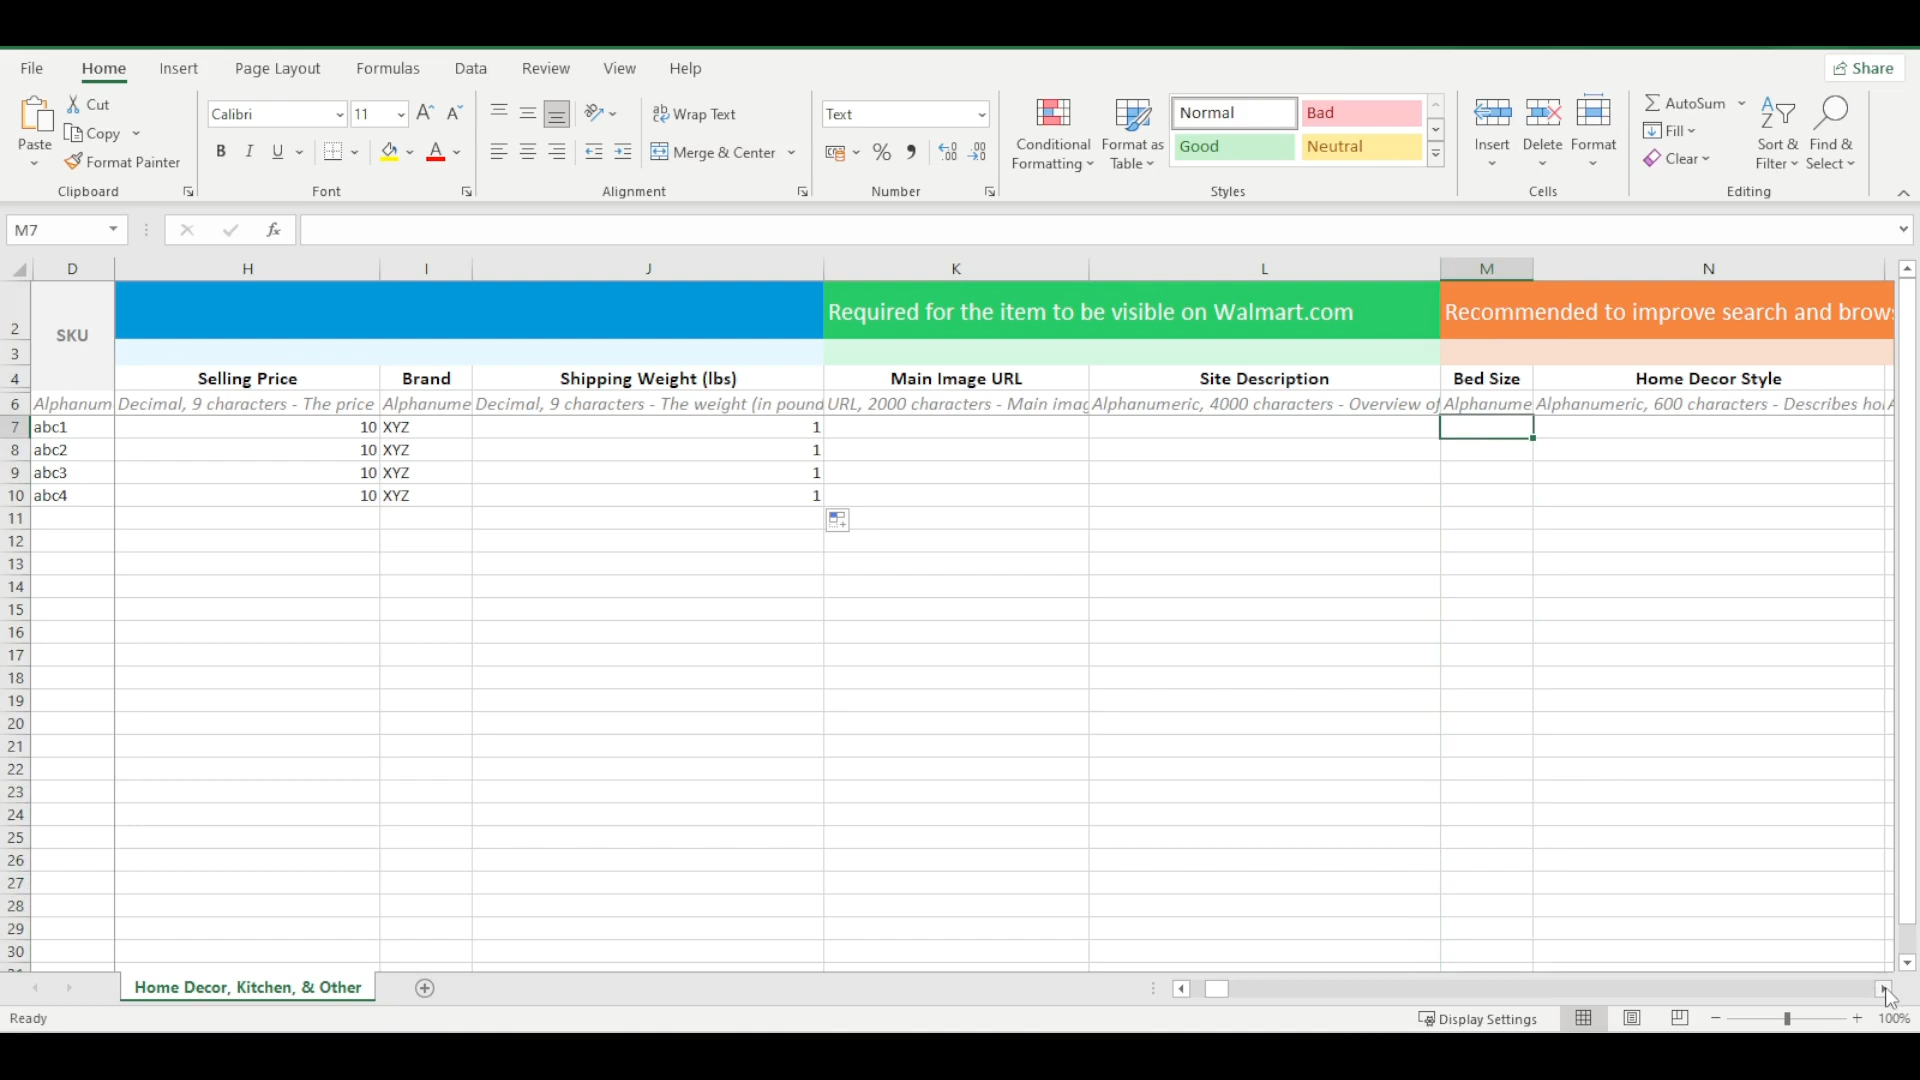 File Home Insert Page Layout Formulas Data Review View Help Share
Paste
Cut
Copy
Format Painter
Clipboard
Calibri 11
B I U A
Font
ab Wrap Text
Merge & Center
Alignment
Text
% ,
Number
Conditional Formatting
Format as Table
Normal Bad
Good Neutral
Styles
Insert Delete Format
Cells
AutoSum
Fill
Clear
Sort & Filter
Find & Select
Editing
M7 fx
D H I J K L M N
2 SKU Required for the item to be visible on Walmart.com Recommended to improve search and brows
3
4 Selling Price Brand Shipping Weight (lbs) Main Image URL Site Description Bed Size Home Decor Style
6 Alphanum Decimal, 9 characters - The price Alphanume Decimal, 9 characters - The weight (in pound URL, 2000 characters - Main imag Alphanumeric, 4000 characters - Overview of Alphanume Alphanumeric, 600 characters - Describes ho A
7 abc1 10 XYZ 1
8 abc2 10 XYZ 1
9 abc3 10 XYZ 1
10 abc4 10 XYZ 1
11
12
13
14
15
16
17
18
19
20
21
22
23
24
25
26
27
28
29
30
Home Decor, Kitchen, & Other
Ready Display Settings 100%